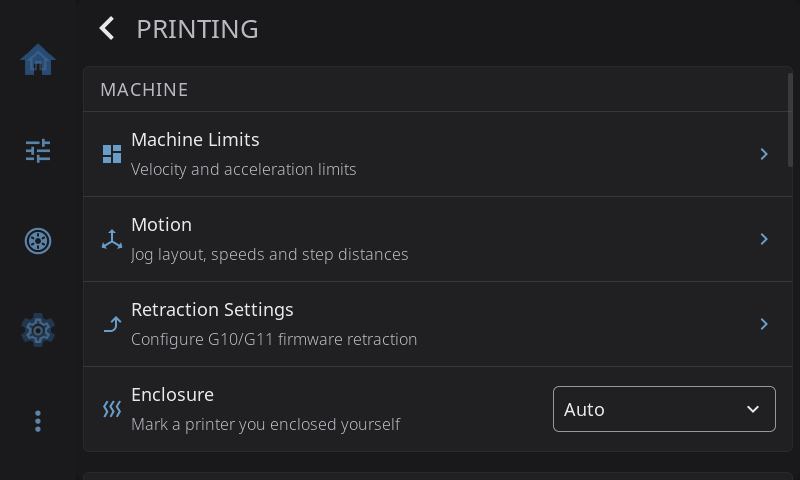 PRINTING
MACHINE
Machine Limits
Velocity and acceleration limits
Motion
Jog layout, speeds and step distances
Retraction Settings
Configure G10/G11 firmware retraction
Enclosure
Mark a printer you enclosed yourself
Auto